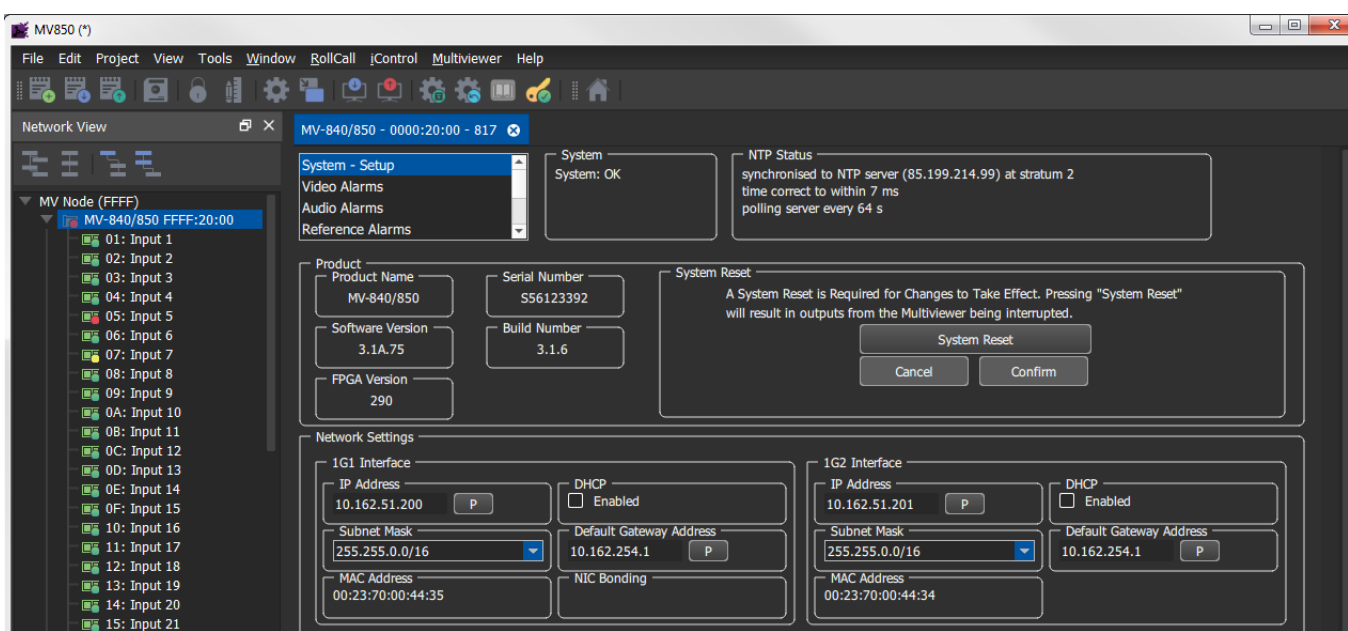 MV850 (*)
File Edit Project View Tools Window RollCall iControl Multiviewer Help
Network View
MV Node (FFFF)
MV-840/850 FFFF:20:00
01: Input 1
02: Input 2
03: Input 3
04: Input 4
05: Input 5
06: Input 6
07: Input 7
08: Input 8
09: Input 9
0A: Input 10
0B: Input 11
0C: Input 12
0D: Input 13
0E: Input 14
0F: Input 15
10: Input 16
11: Input 17
12: Input 18
13: Input 19
14: Input 20
15: Input 21
MV-840/850 - 0000:20:00 - 817
System - Setup
Video Alarms
Audio Alarms
Reference Alarms
System
System: OK
NTP Status
synchronised to NTP server (85.199.214.99) at stratum 2
time correct to within 7 ms
polling server every 64 s
Product
Product Name
MV-840/850
Serial Number
S56123392
Software Version
3.1A.75
Build Number
3.1.6
FPGA Version
290
System Reset
A System Reset is Required for Changes to Take Effect. Pressing "System Reset"
will result in outputs from the Multiviewer being interrupted.
System Reset
Cancel Confirm
Network Settings
1G1 Interface
IP Address
10.162.51.200 P
DHCP
Enabled
Subnet Mask
255.255.0.0/16
Default Gateway Address
10.162.254.1 P
MAC Address
00:23:70:00:44:35
NIC Bonding
1G2 Interface
IP Address
10.162.51.201 P
DHCP
Enabled
Subnet Mask
255.255.0.0/16
Default Gateway Address
10.162.254.1 P
MAC Address
00:23:70:00:44:34